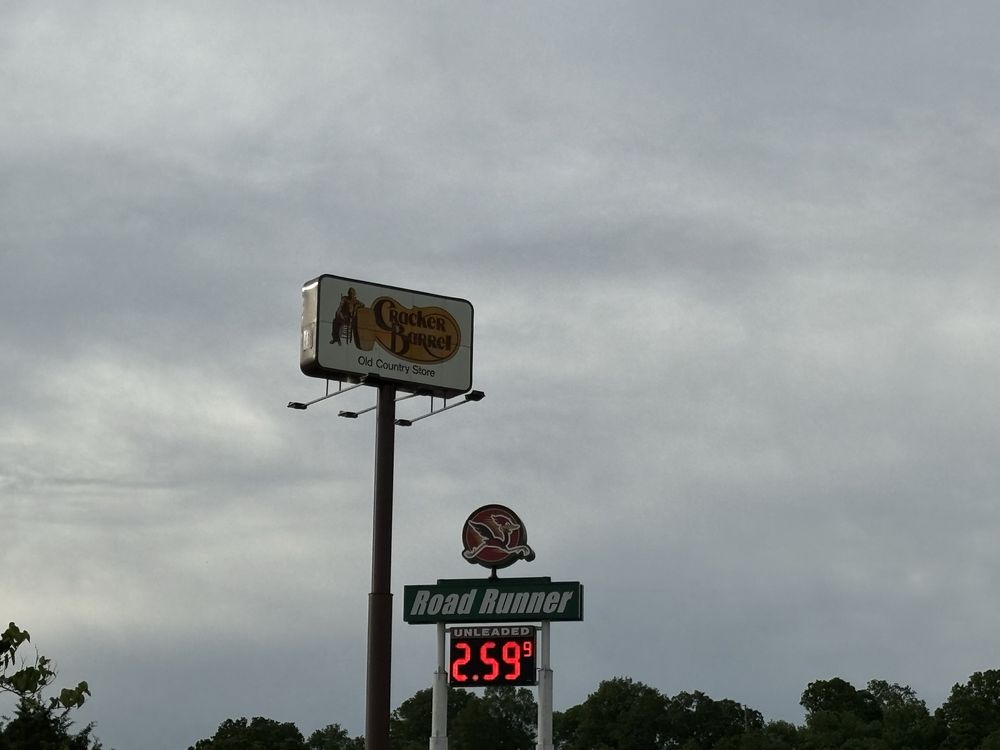 Cracker
Barrel
Old Country Store
Road Runner
UNLEADED
2.59 9